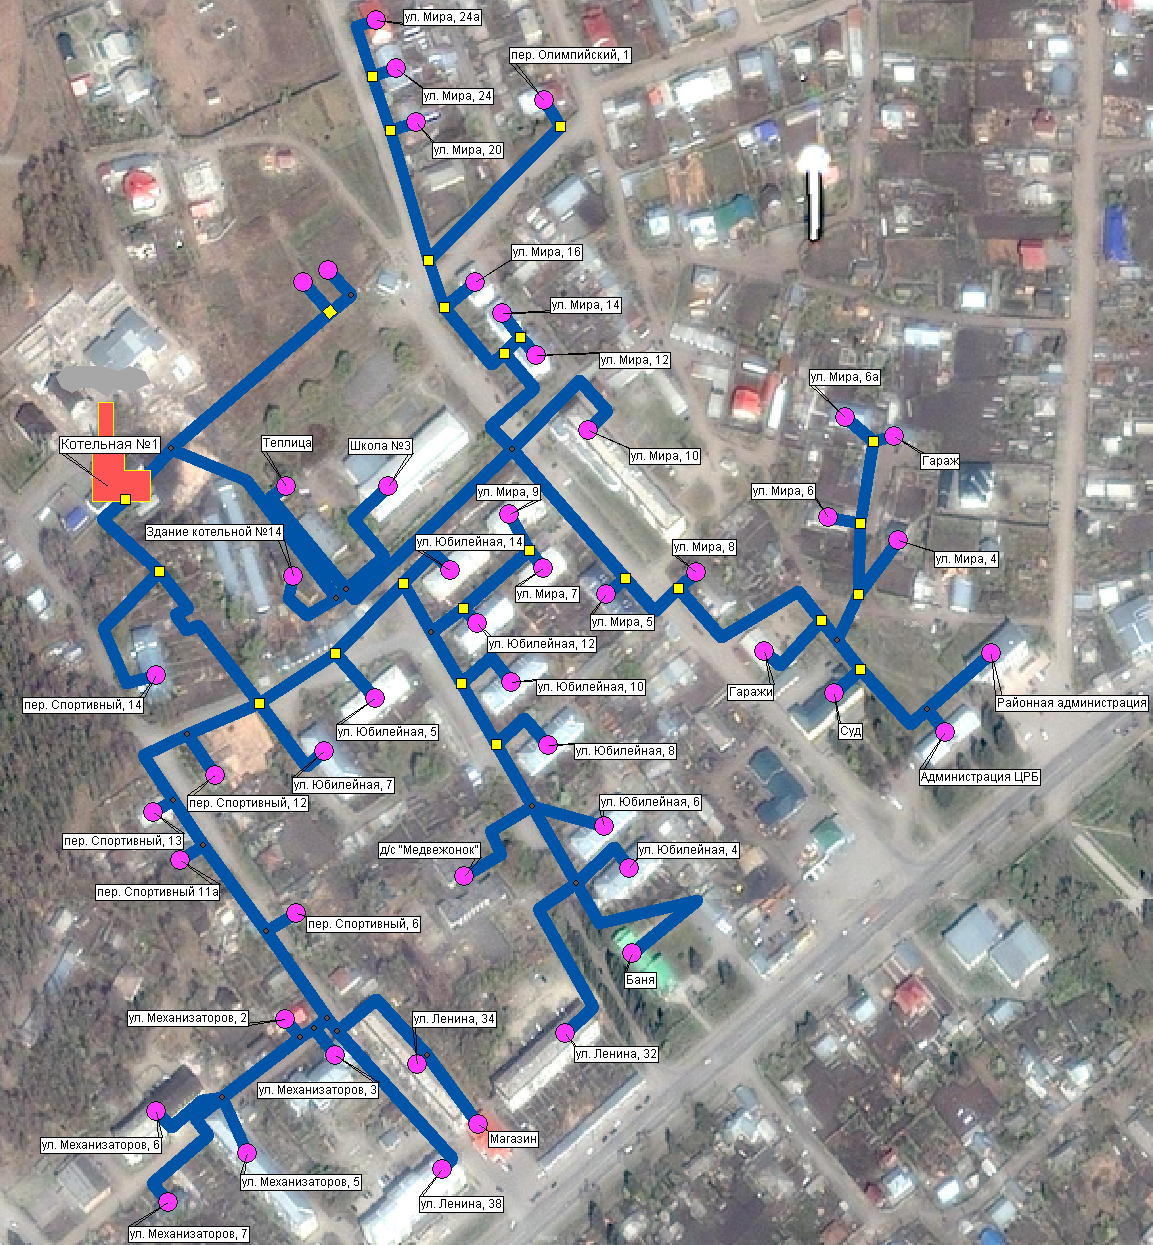 ул. Мира, 24а
пер. Олимпийский, 1
ул. Мира, 24
ул. Мира, 20
ул. Мира, 16
ул. Мира, 14
ул. Мира, 12
ул. Мира, 6а
Котельная №1
Теплица
Школа №3
ул. Мира, 10
Гараж
ул. Мира, 9
ул. Мира, 6
Здание котельной №14
ул. Юбилейная, 14
ул. Мира, 8
ул. Мира, 4
ул. Мира, 7
ул. Мира, 5
ул. Юбилейная, 12
ул. Юбилейная, 10
Гаражи
пер. Спортивный, 14
Районная администрация
ул. Юбилейная, 5
Суд
ул. Юбилейная, 8
Администрация ЦРБ
ул. Юбилейная, 7
пер. Спортивный, 12
ул. Юбилейная, 6
пер. Спортивный, 13
д/с "Медвежонок"
ул. Юбилейная, 4
пер. Спортивный 11а
пер. Спортивный, 6
Баня
ул. Механизаторов, 2
ул. Ленина, 34
ул. Ленина, 32
ул. Механизаторов, 3
Магазин
ул. Механизаторов, 6
ул. Механизаторов, 5
ул. Ленина, 38
ул. Механизаторов, 7